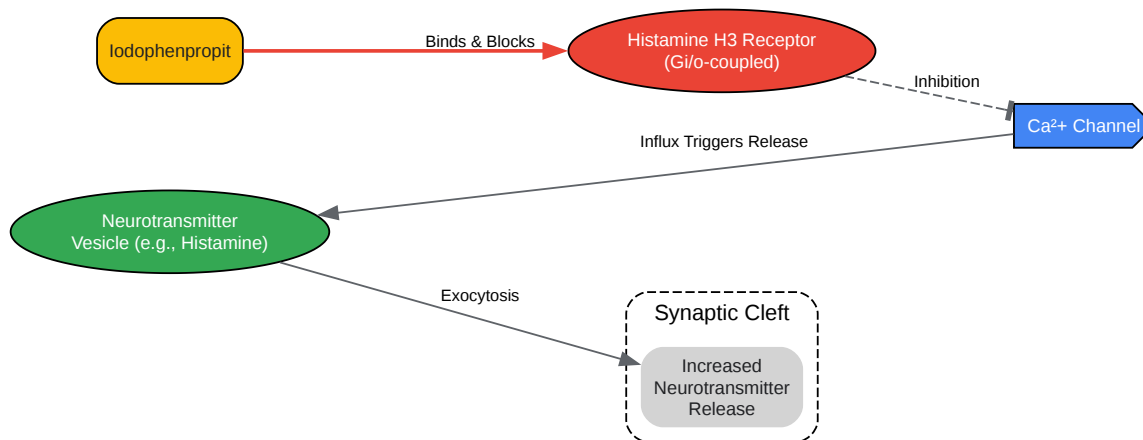 Iodophenpropit
Binds & Blocks
Histamine H3 Receptor
(Gi/o-coupled)
Inhibition
Ca²+ Channel
Influx Triggers Release
Neurotransmitter
Vesicle (e.g., Histamine)
Exocytosis
Synaptic Cleft
Increased
Neurotransmitter
Release